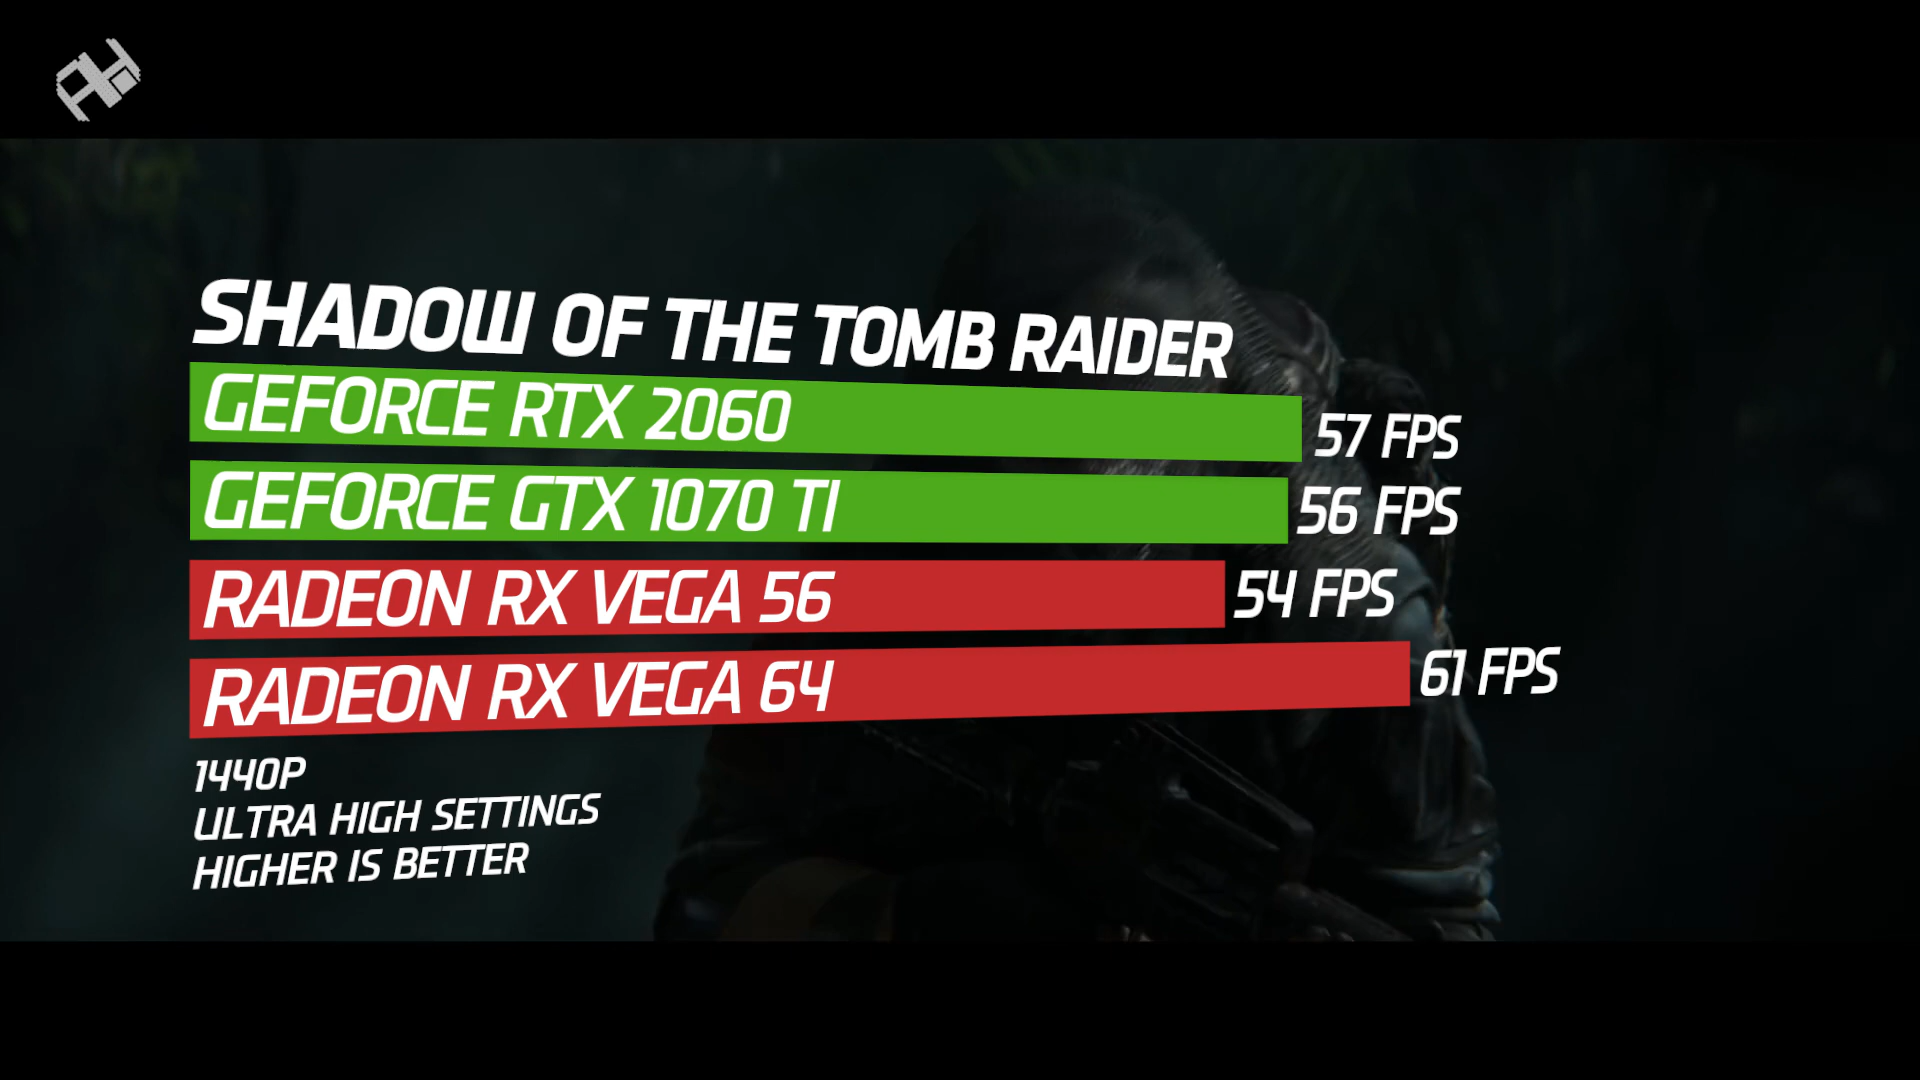 SHADOW OF THE TOMB RAIDER
GEFORCE RTX 2060
57 FPS
GEFORCE GTX 1070 TI
56 FPS
RADEON RX VEGA 56
54 FPS
RADEON RX VEGA 64
61 FPS
1440P
ULTRA HIGH SETTINGS
HIGHER IS BETTER